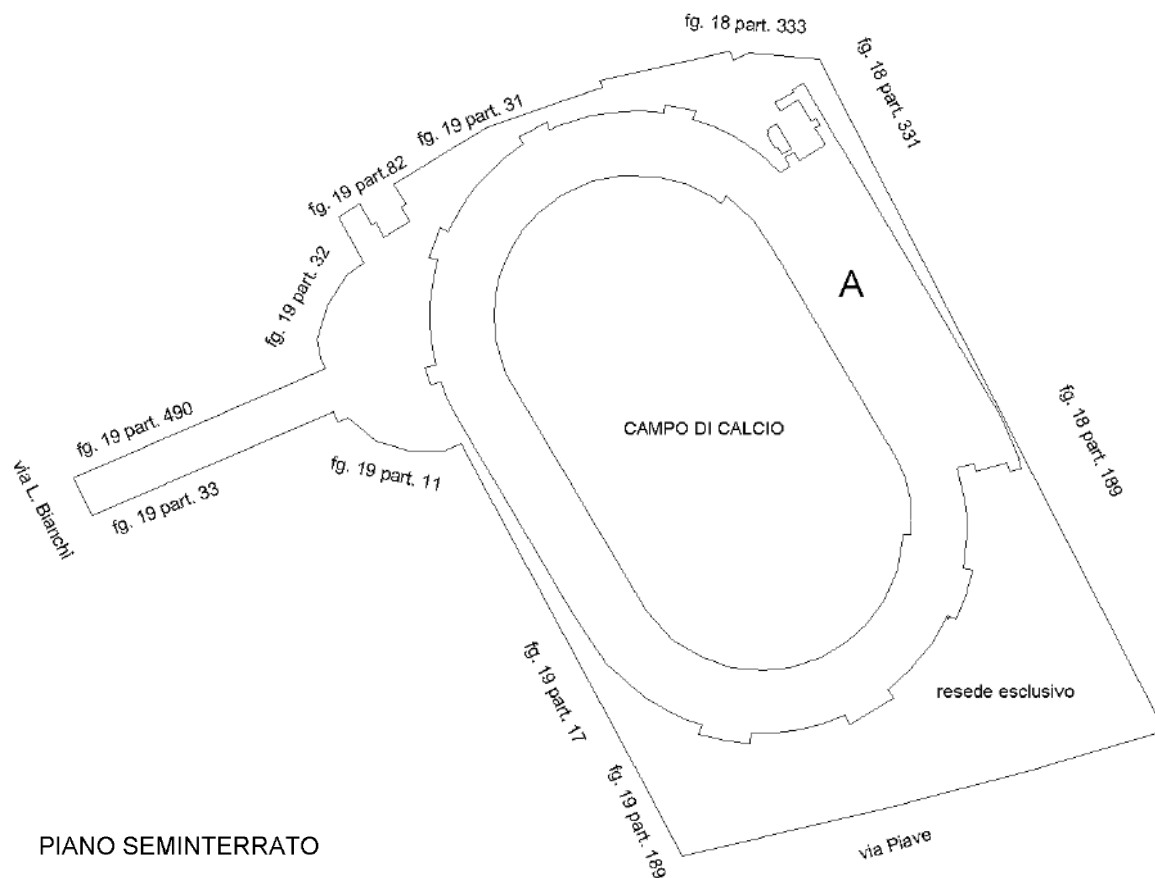 fg. 18 part. 333
fg. 18 part. 331
fg. 19 part. 31
fg. 19 part.82
fg. 19 part. 32
A
fg. 19 part. 490
CAMPO DI CALCIO
fg. 18 part. 189
via L. Bianchi
fg. 19 part. 11
fg. 19 part. 33
fg. 19 part. 17
resede esclusivo
fg. 19 part. 189
via Piave
PIANO SEMINTERRATO